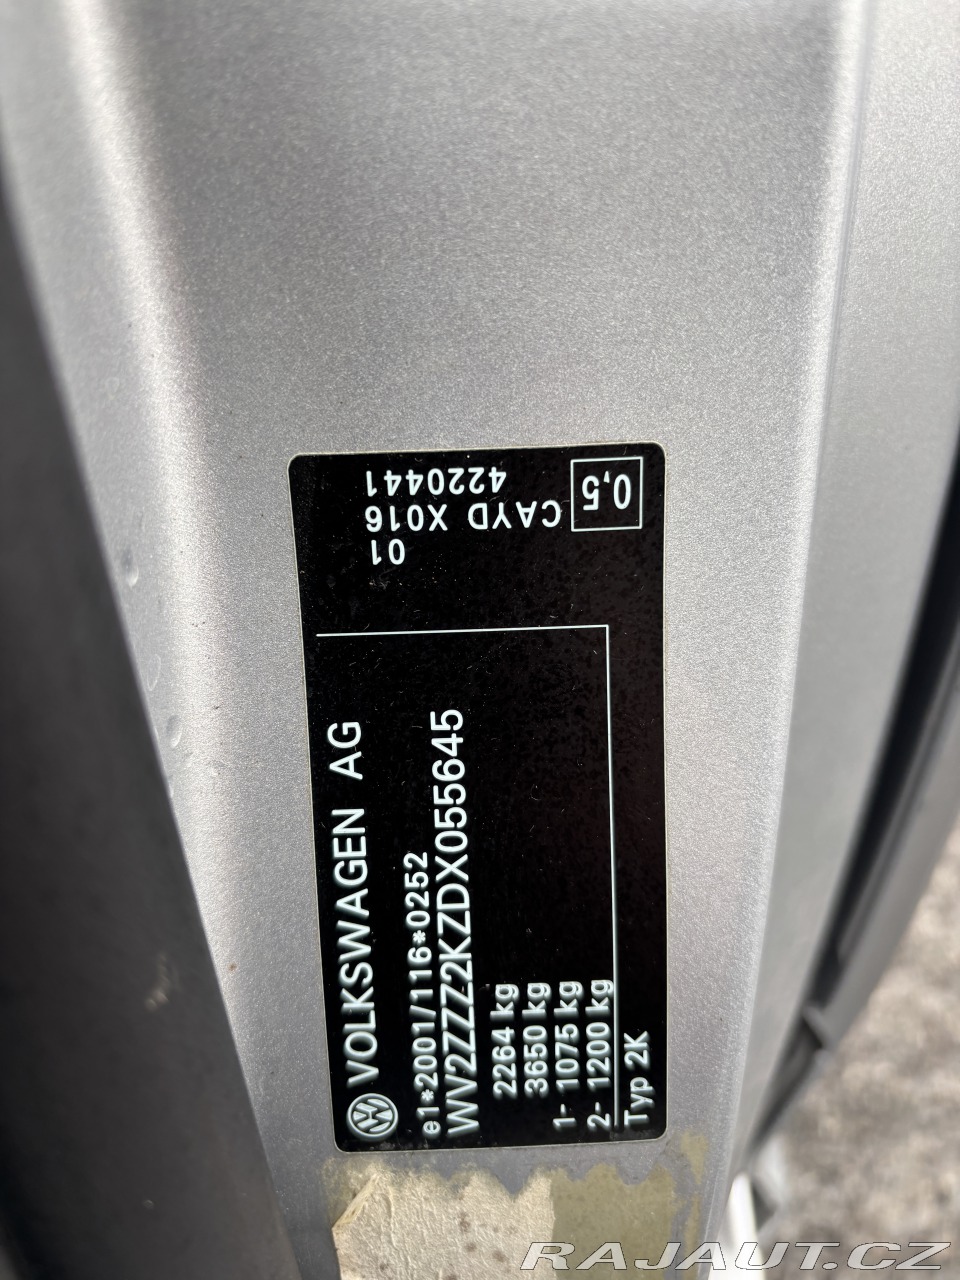 VOLKSWAGEN AG
e1*2001/116*0252
WV2ZZZ2KZDX055645
2264 kg
3650 kg
1- 1075 kg
2- 1200 kg
Typ 2K
01
CAYD X016
4220441
0,5
RAJAUT.CZ